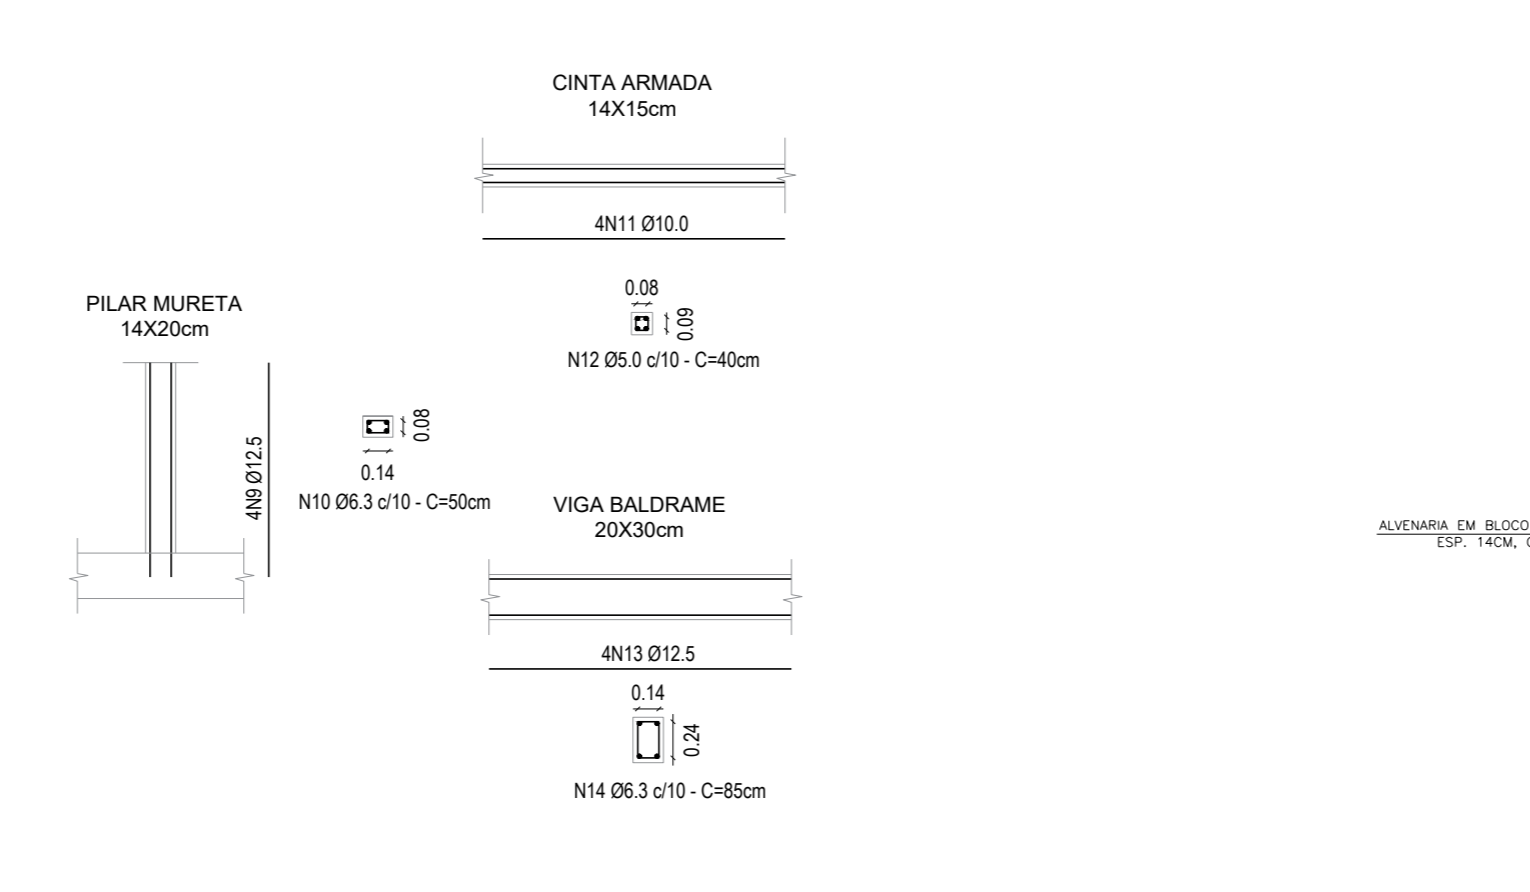 CINTA ARMADA
14X15cm
4N11 Ø10.0
0.08
0.09
N12 Ø5.0 c/10 - C=40cm
PILAR MURETA
14X20cm
4N9 Ø12.5
0.08
0.14
N10 Ø6.3 c/10 - C=50cm
VIGA BALDRAME
20X30cm
4N13 Ø12.5
0.14
0.24
N14 Ø6.3 c/10 - C=85cm
ALVENARIA EM BLOCO
ESP. 14CM,